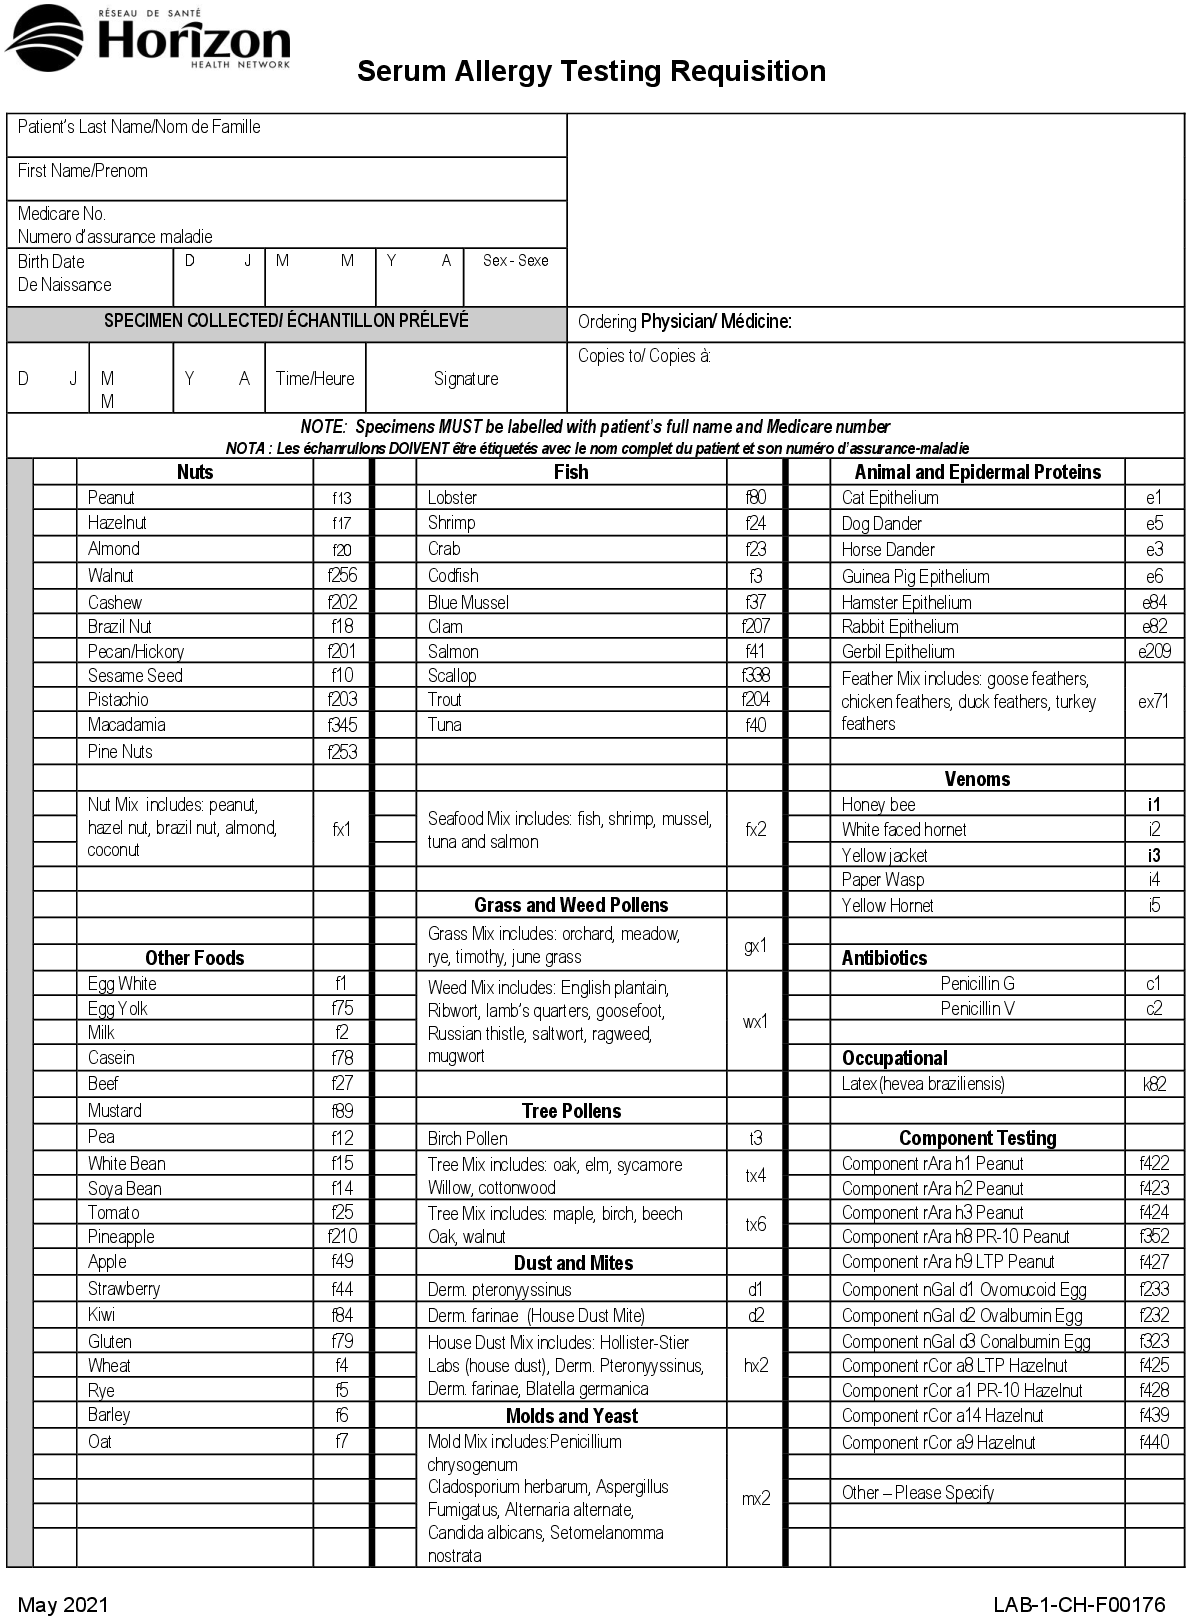 RÉSEAU DE SANTÉ
Horizon
HEALTH NETWORK
Serum Allergy Testing Requisition
Patient's Last Name/Nom de Famille
First Name/Prenom
Medicare No.
Numero d'assurance maladie
Birth Date
De Naissance
D J M M Y A Sex - Sexe
SPECIMEN COLLECTED/ ÉCHANTILLON PRÉLEVÉ
Ordering Physician/ Médicine:
Copies to/ Copies à:
D J M
M
Y A Time/Heure Signature
NOTE: Specimens MUST be labelled with patient's full name and Medicare number
NOTA : Les échanrullons DOIVENT être étiquetés avec le nom complet du patient et son numéro d'assurance-maladie
Nuts
Peanut f13
Hazelnut f17
Almond f20
Walnut f256
Cashew f202
Brazil Nut f18
Pecan/Hickory f201
Sesame Seed f10
Pistachio f203
Macadamia f345
Pine Nuts f253
Nut Mix includes: peanut,
hazel nut, brazil nut, almond,
coconut
fx1
Other Foods
Egg White f1
Egg Yolk f75
Milk f2
Casein f78
Beef f27
Mustard f89
Pea f12
White Bean f15
Soya Bean f14
Tomato f25
Pineapple f210
Apple f49
Strawberry f44
Kiwi f84
Gluten f79
Wheat f4
Rye f5
Barley f6
Oat f7
Fish
Lobster f80
Shrimp f24
Crab f23
Codfish f3
Blue Mussel f37
Clam f207
Salmon f41
Scallop f338
Trout f204
Tuna f40
Seafood Mix includes: fish, shrimp, mussel,
tuna and salmon
fx2
Grass and Weed Pollens
Grass Mix includes: orchard, meadow,
rye, timothy, june grass
gx1
Weed Mix includes: English plantain,
Ribwort, lamb's quarters, goosefoot,
Russian thistle, saltwort, ragweed,
mugwort
wx1
Tree Pollens
Birch Pollen t3
Tree Mix includes: oak, elm, sycamore
Willow, cottonwood
tx4
Tree Mix includes: maple, birch, beech
Oak, walnut
tx6
Dust and Mites
Derm. pteronyyssinus d1
Derm. farinae (House Dust Mite) d2
House Dust Mix includes: Hollister-Stier
Labs (house dust), Derm. Pteronyyssinus,
Derm. farinae, Blatella germanica
hx2
Molds and Yeast
Mold Mix includes:Penicillium
chrysogenum
Cladosporium herbarum, Aspergillus
Fumigatus, Alternaria alternate,
Candida albicans, Setomelanomma
nostrata
mx2
Animal and Epidermal Proteins
Cat Epithelium e1
Dog Dander e5
Horse Dander e3
Guinea Pig Epithelium e6
Hamster Epithelium e84
Rabbit Epithelium e82
Gerbil Epithelium e209
Feather Mix includes: goose feathers,
chicken feathers, duck feathers, turkey
feathers
ex71
Venoms
Honey bee i1
White faced hornet i2
Yellow jacket i3
Paper Wasp i4
Yellow Hornet i5
Antibiotics
Penicillin G c1
Penicillin V c2
Occupational
Latex (hevea braziliensis) k82
Component Testing
Component rAra h1 Peanut f422
Component rAra h2 Peanut f423
Component rAra h3 Peanut f424
Component rAra h8 PR-10 Peanut f352
Component rAra h9 LTP Peanut f427
Component nGal d1 Ovomucoid Egg f233
Component nGal d2 Ovalbumin Egg f232
Component nGal d3 Conalbumin Egg f323
Component rCor a8 LTP Hazelnut f425
Component rCor a1 PR-10 Hazelnut f428
Component rCor a14 Hazelnut f439
Component rCor a9 Hazelnut f440
Other – Please Specify
May 2021
LAB-1-CH-F00176